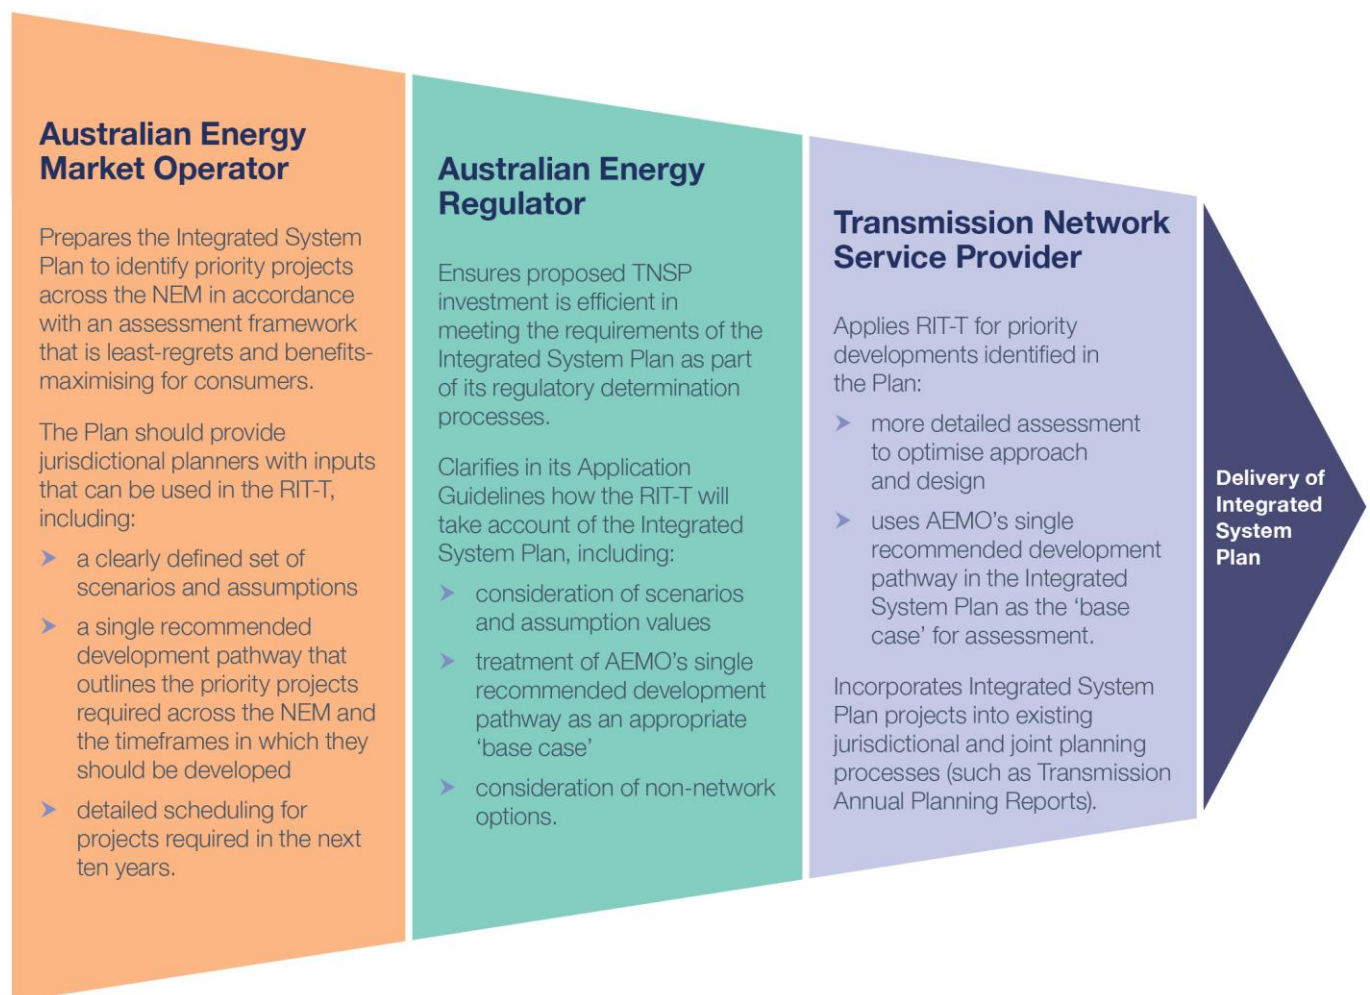 Australian Energy
Market Operator
Prepares the Integrated System
Plan to identify priority projects
across the NEM in accordance
with an assessment framework
that is least-regrets and benefits-
maximising for consumers.
The Plan should provide
jurisdictional planners with inputs
that can be used in the RIT-T,
including:
➤ a clearly defined set of
scenarios and assumptions
➤ a single recommended
development pathway that
outlines the priority projects
required across the NEM and
the timeframes in which they
should be developed
➤ detailed scheduling for
projects required in the next
ten years.
Australian Energy
Regulator
Ensures proposed TNSP
investment is efficient in
meeting the requirements of the
Integrated System Plan as part
of its regulatory determination
processes.
Clarifies in its Application
Guidelines how the RIT-T will
take account of the Integrated
System Plan, including:
➤ consideration of scenarios
and assumption values
➤ treatment of AEMO’s single
recommended development
pathway as an appropriate
‘base case’
➤ consideration of non-network
options.
Transmission Network
Service Provider
Applies RIT-T for priority
developments identified in
the Plan:
➤ more detailed assessment
to optimise approach
and design
➤ uses AEMO’s single
recommended development
pathway in the Integrated
System Plan as the ‘base
case’ for assessment.
Incorporates Integrated System
Plan projects into existing
jurisdictional and joint planning
processes (such as Transmission
Annual Planning Reports).
Delivery of
Integrated
System
Plan